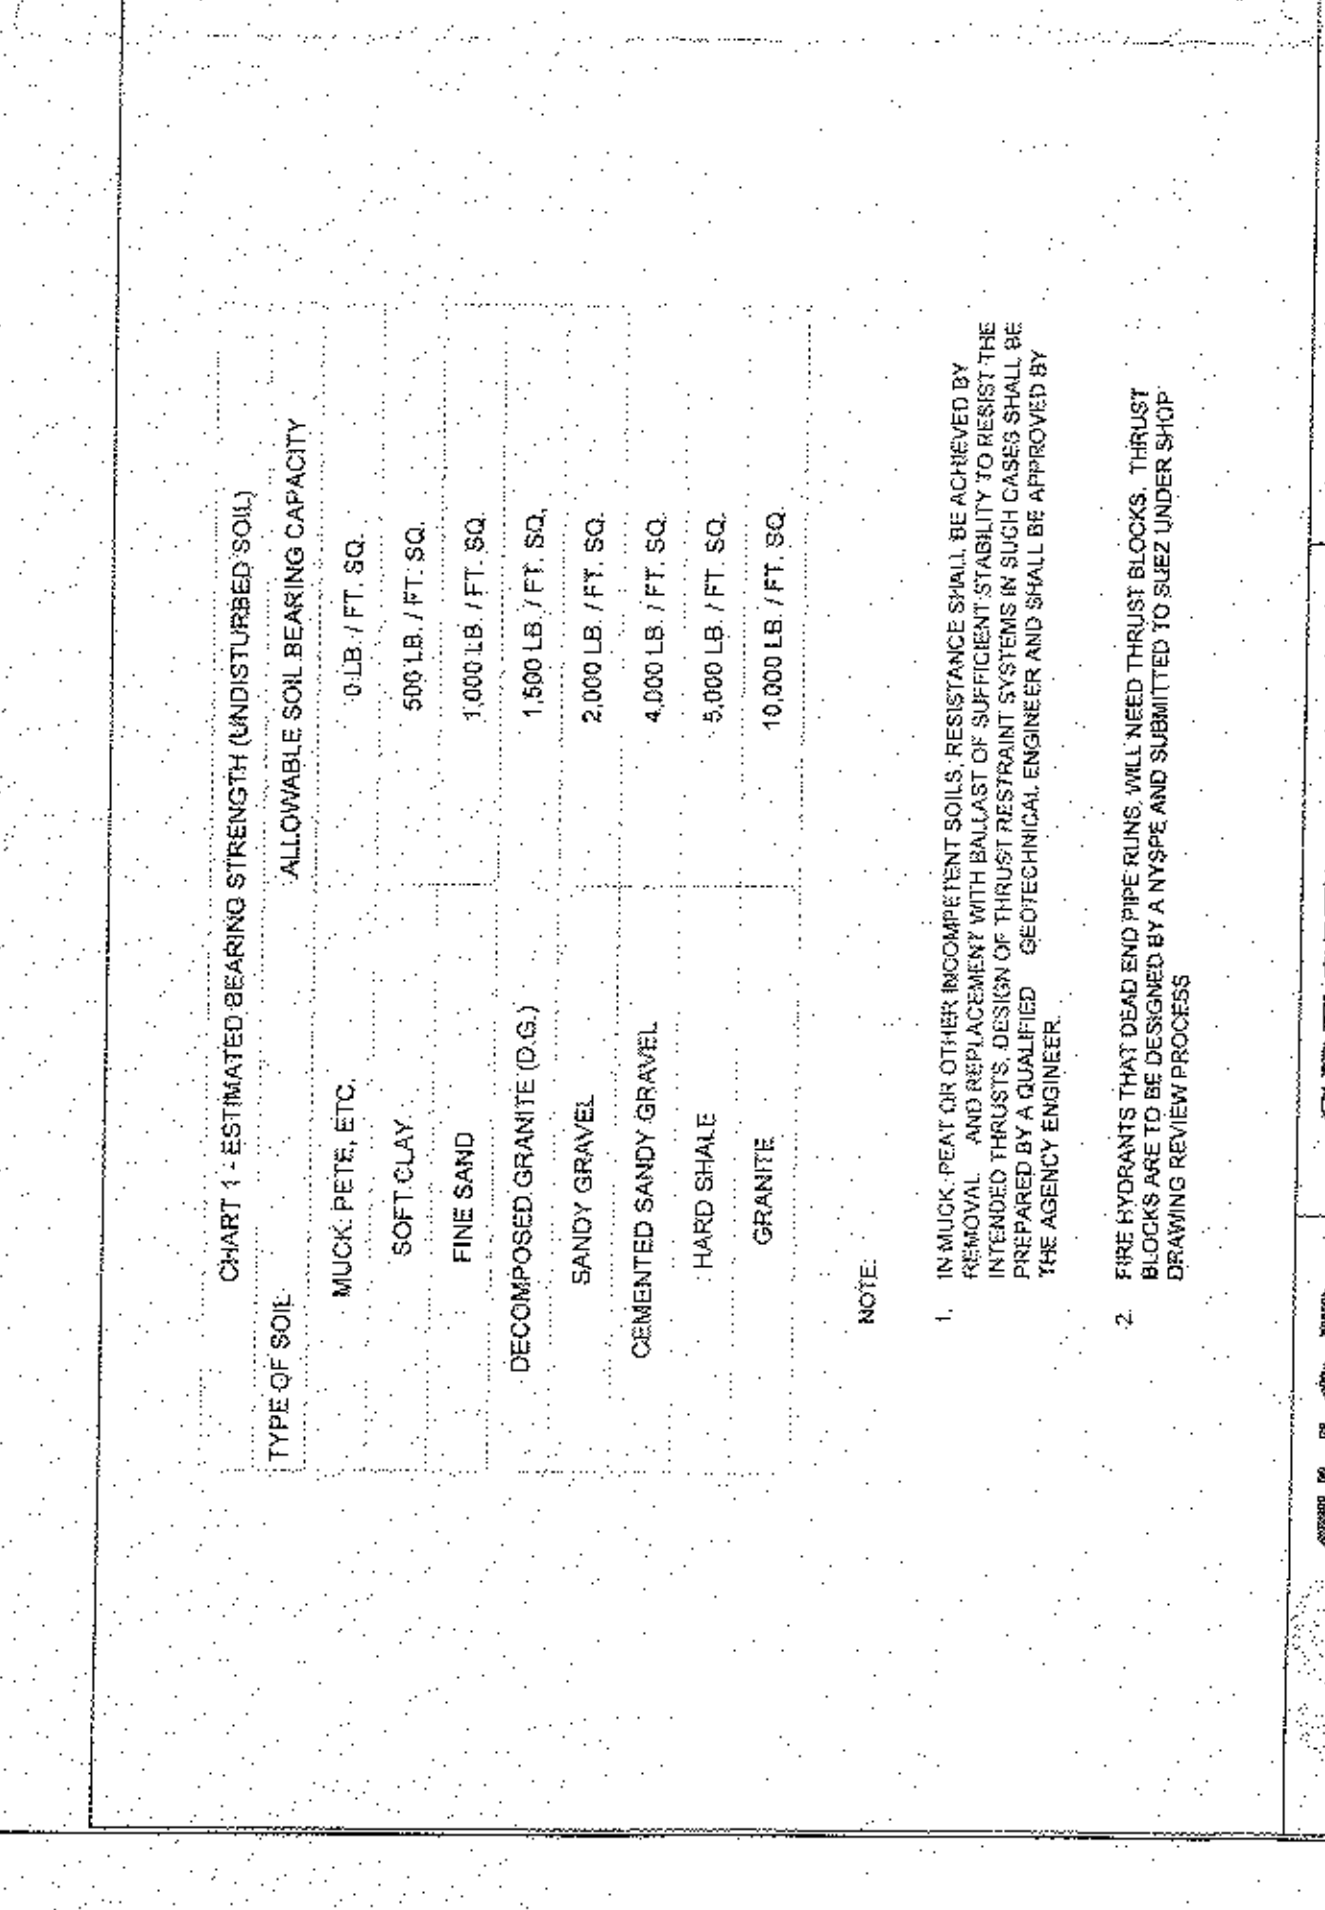 CHART 1 - ESTIMATED BEARING STRENGTH (UNDISTURBED SOIL)
TYPE OF SOIL ALLOWABLE SOIL BEARING CAPACITY
MUCK, PETE, ETC. 0 LB. / FT. SQ.
SOFT CLAY 500 LB. / FT. SQ.
FINE SAND 1,000 LB. / FT. SQ.
DECOMPOSED GRANITE (D.G.) 1,500 LB. / FT. SQ.
SANDY GRAVEL 2,000 LB. / FT. SQ.
CEMENTED SANDY GRAVEL 4,000 LB. / FT. SQ.
HARD SHALE 5,000 LB. / FT. SQ.
GRANITE 10,000 LB. / FT. SQ.
NOTE:
1. IN MUCK, PEAT OR OTHER INCOMPETENT SOILS, RESISTANCE SHALL BE ACHIEVED BY
REMOVAL AND REPLACEMENT WITH BALLAST OF SUFFICIENT STABILITY TO RESIST THE
INTENDED THRUSTS. DESIGN OF THRUST RESTRAINT SYSTEMS IN SUCH CASES SHALL BE
PREPARED BY A QUALIFIED GEOTECHNICAL ENGINEER AND SHALL BE APPROVED BY
THE AGENCY ENGINEER.
2. FIRE HYDRANTS THAT DEAD END PIPE RUNS, WILL NEED THRUST BLOCKS. THRUST
BLOCKS ARE TO BE DESIGNED BY A NYSPE AND SUBMITTED TO SUEZ UNDER SHOP
DRAWING REVIEW PROCESS